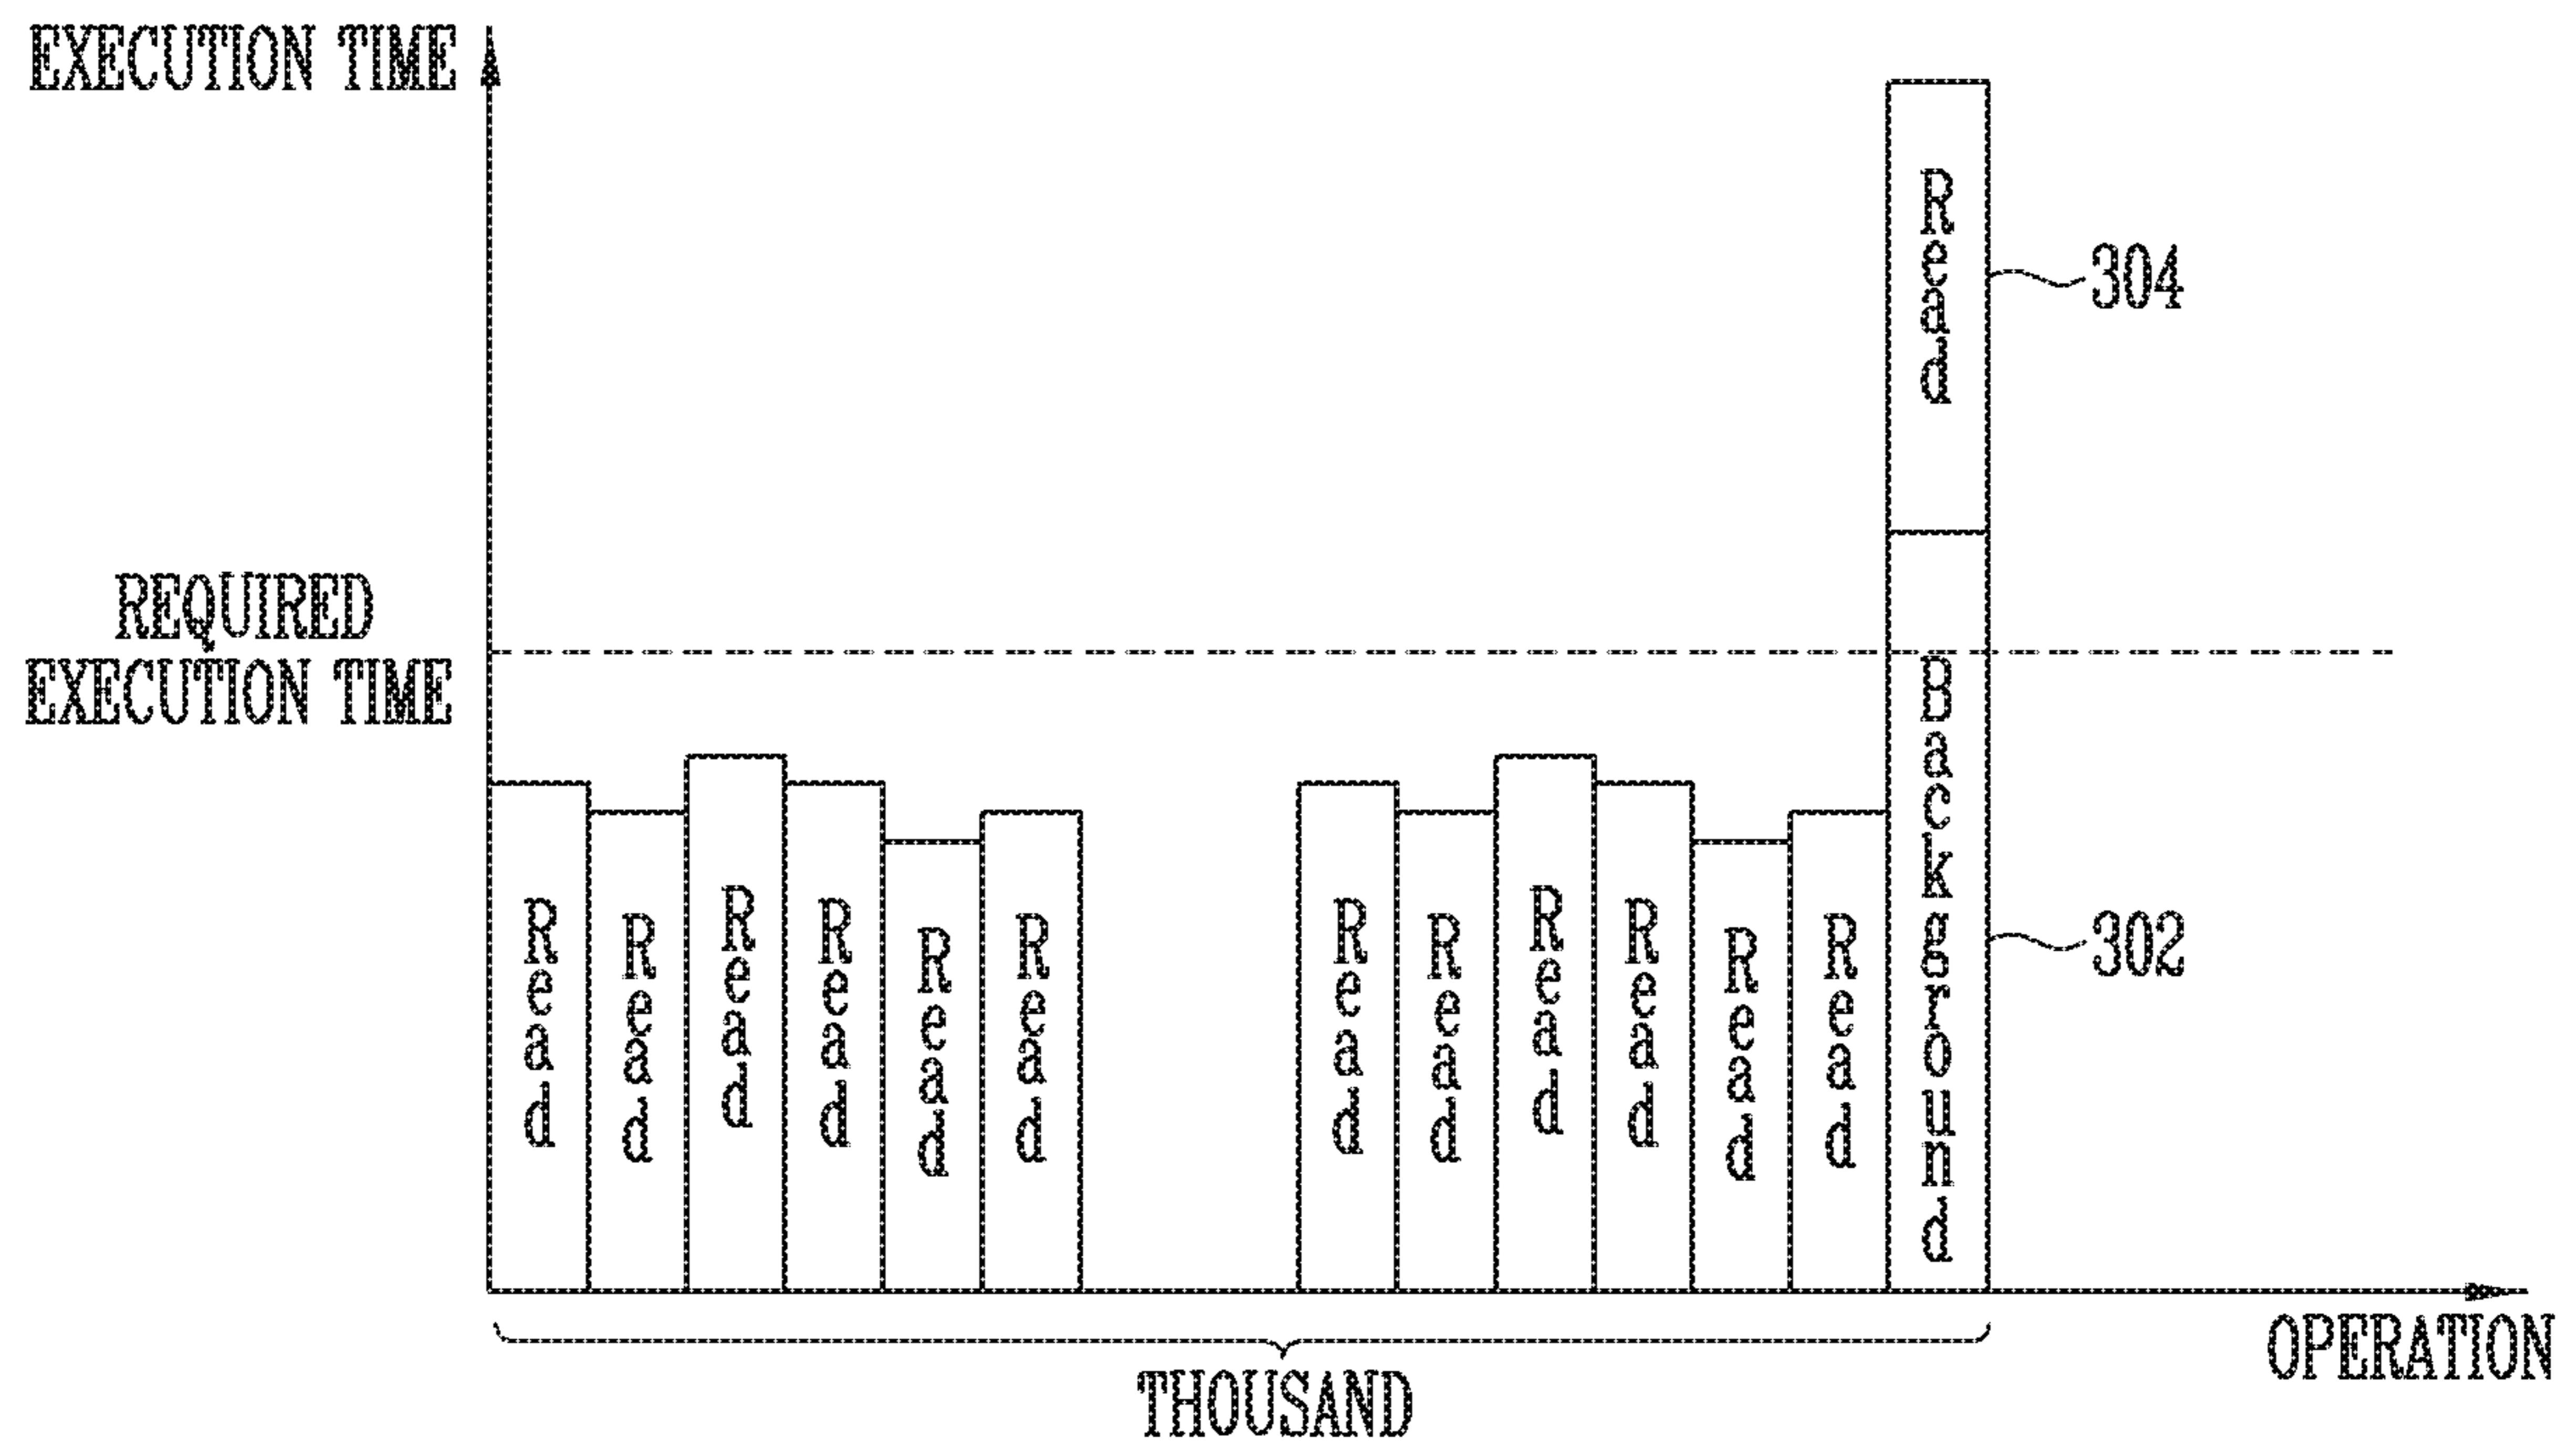 EXECUTION TIME
Read
304
REQUIRED
EXECUTION TIME
Read
Read
Read
Read
Read
Read
Read
Read
Read
Read
Read
Read
Background
302
OPERATION
THOUSAND